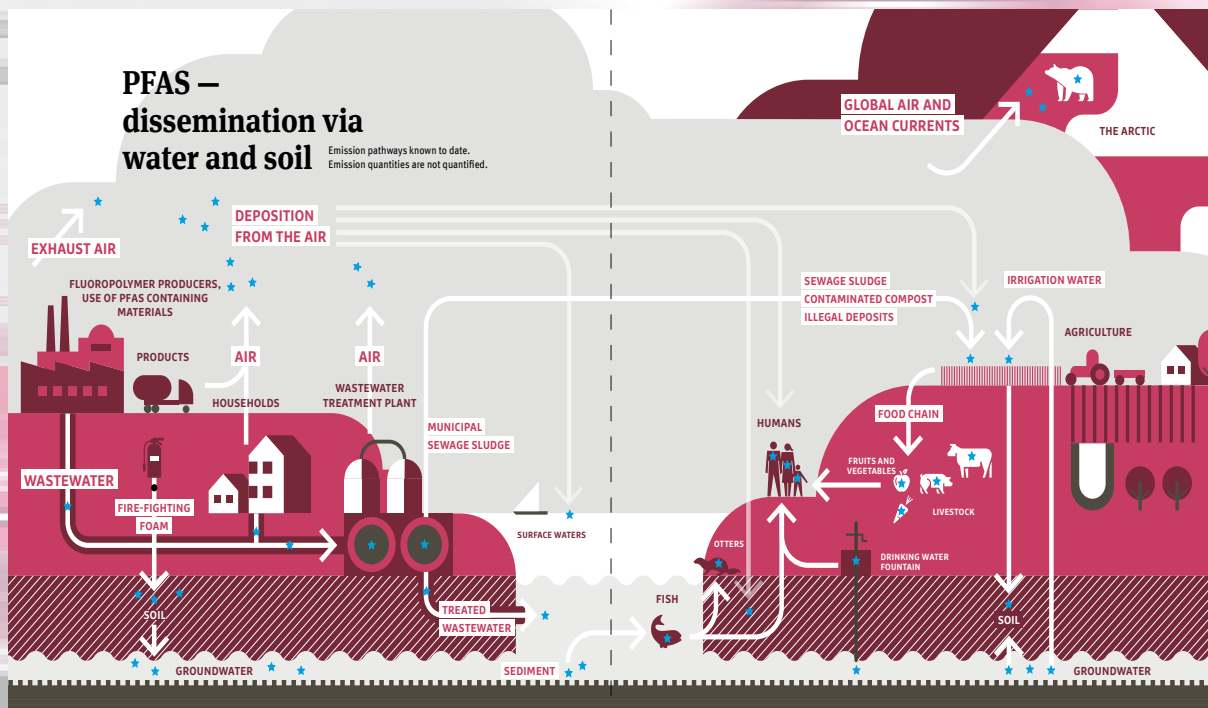 PFAS —
dissemination via
water and soil
Emission pathways known to date.
Emission quantities are not quantified.
GLOBAL AIR AND
OCEAN CURRENTS
THE ARCTIC
DEPOSITION
FROM THE AIR
EXHAUST AIR
FLUOROPOLYMER PRODUCERS,
USE OF PFAS CONTAINING
MATERIALS
SEWAGE SLUDGE
CONTAMINATED COMPOST
ILLEGAL DEPOSITS
IRRIGATION WATER
AGRICULTURE
PRODUCTS
AIR
AIR
HOUSEHOLDS
WASTEWATER
TREATMENT PLANT
MUNICIPAL
SEWAGE SLUDGE
HUMANS
FOOD CHAIN
FRUITS AND
VEGETABLES
LIVESTOCK
WASTEWATER
FIRE-FIGHTING
FOAM
SURFACE WATERS
OTTERS
DRINKING WATER
FOUNTAIN
SOIL
TREATED
WASTEWATER
FISH
SOIL
GROUNDWATER
SEDIMENT
GROUNDWATER